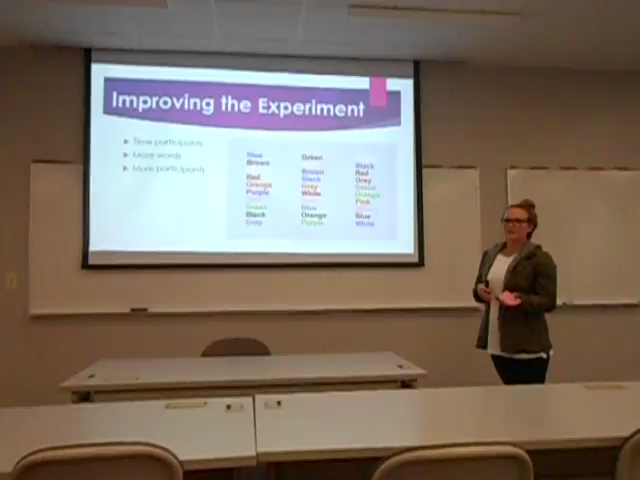 Improving the Experiment
Time participants
More words
More participants
Blue
Brown
Red
Orange
Purple
Green
Black
Grey
Green
Brown
Black
Grey
White
Blue
Orange
Purple
Black
Red
Grey
Green
Orange
Pink
Blue
White